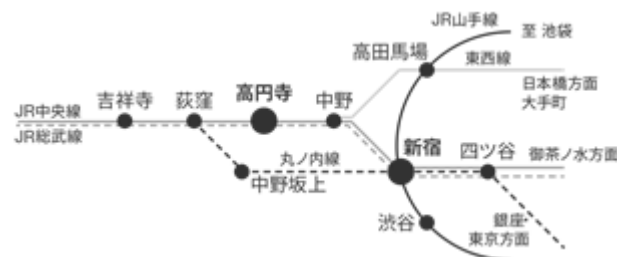 JR山手線
至 池袋
高田馬場
東西線
日本橋方面
大手町
吉祥寺
荻窪
高円寺
中野
JR中央線
JR総武線
新宿
四ツ谷
御茶ノ水方面
丸ノ内線
中野坂上
渋谷
銀座・
東京方面